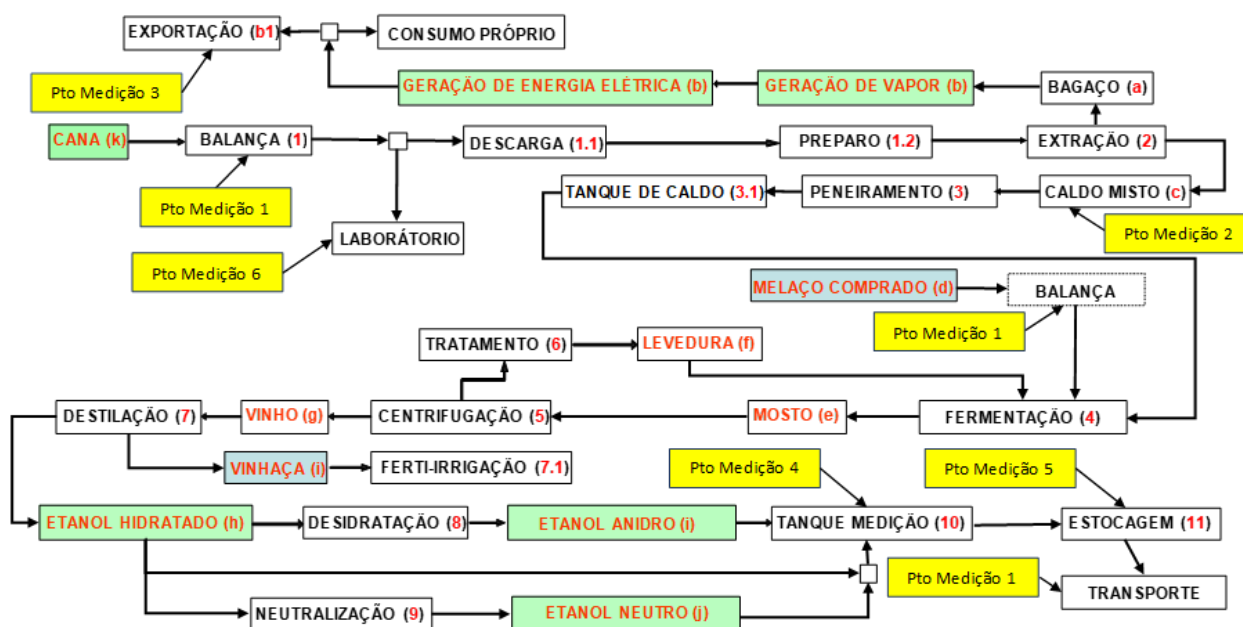 EXPORTAÇÃO (b1)
CONSUMO PRÓPRIO
Pto Medição 3
GERAÇÃO DE ENERGIA ELÉTRICA (b)
GERAÇÃO DE VAPOR (b)
BAGAÇO (a)
CANA (k)
BALANÇA (1)
DESCARGA (1.1)
PREPARO (1.2)
EXTRAÇÃO (2)
Pto Medição 1
TANQUE DE CALDO (3.1)
PENEIRAMENTO (3)
CALDO MISTO (c)
LABORÁTORIO
Pto Medição 2
Pto Medição 6
MELAÇO COMPRADO (d)
BALANÇA
Pto Medição 1
TRATAMENTO (6)
LEVEDURA (f)
DESTILAÇÃO (7)
VINHO (g)
CENTRIFUGAÇÃO (5)
MOSTO (e)
FERMENTAÇÃO (4)
VINHAÇA (i)
FERTI-IRRIGAÇÃO (7.1)
Pto Medição 4
Pto Medição 5
ETANOL HIDRATADO (h)
DESIDRATAÇÃO (8)
ETANOL ANIDRO (i)
TANQUE MEDIÇÃO (10)
ESTOCAGEM (11)
Pto Medição 1
TRANSPORTE
NEUTRALIZAÇÃO (9)
ETANOL NEUTRO (j)